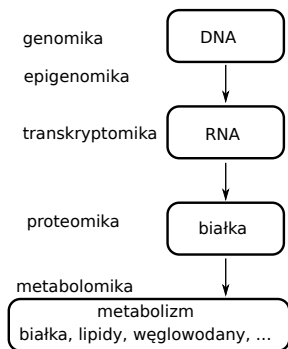 genomika
DNA
epigenomika
transkryptomika
RNA
proteomika
białka
metabolomika
metabolizm
białka, lipidy, węglowodany, ...